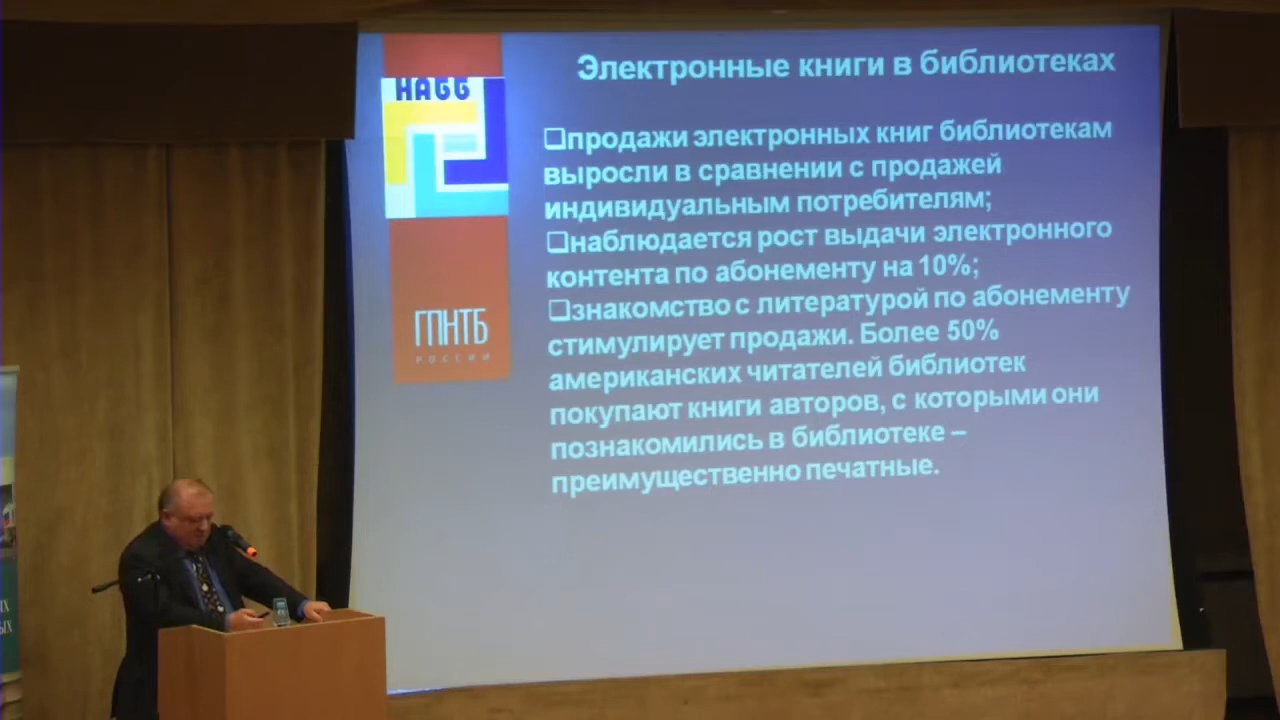 Электронные книги в библиотеках
НАББ
❑продажи электронных книг библиотекам
выросли в сравнении с продажей
индивидуальным потребителям;
❑наблюдается рост выдачи электронного
контента по абонементу на 10%;
❑знакомство с литературой по абонементу
стимулирует продажи. Более 50%
американских читателей библиотек
покупают книги авторов, с которыми они
познакомились в библиотеке –
преимущественно печатные.
ГПНТБ
РОССИИ